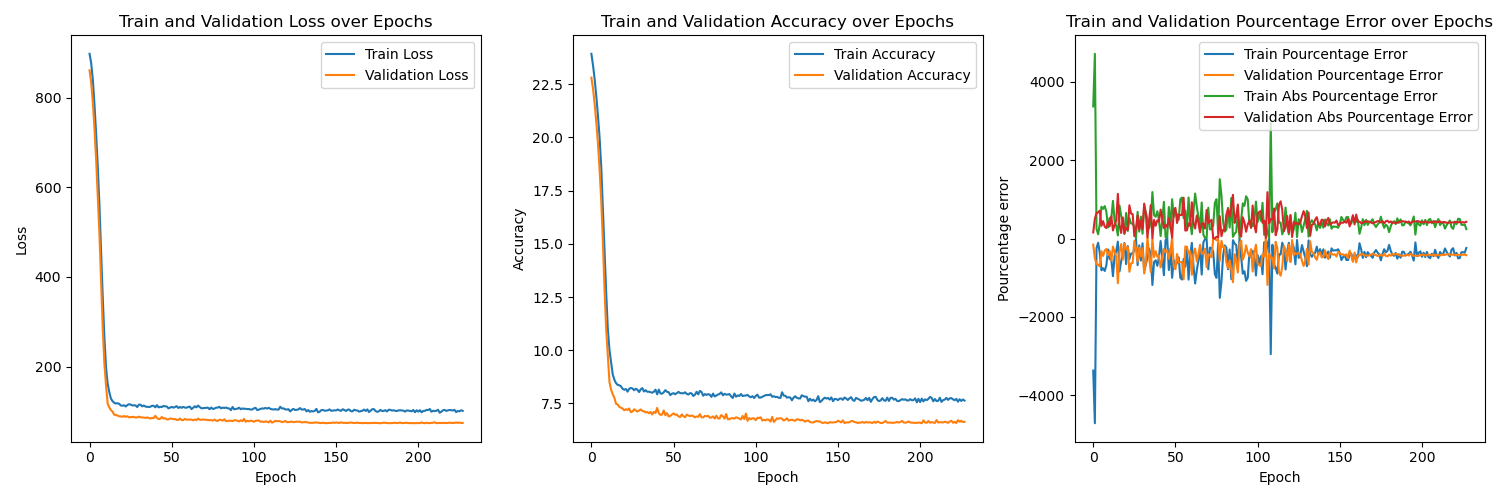 Train and Validation Loss over Epochs
Train Loss
Validation Loss
800
600
400
200
0
50
100
150
200
Loss
Epoch
Train and Validation Accuracy over Epochs
Train Accuracy
Validation Accuracy
22.5
20.0
17.5
15.0
12.5
10.0
7.5
0
50
100
150
200
Accuracy
Epoch
Train and Validation Pourcentage Error over Epochs
Train Pourcentage Error
Validation Pourcentage Error
Train Abs Pourcentage Error
Validation Abs Pourcentage Error
4000
2000
0
−2000
−4000
0
50
100
150
200
Pourcentage error
Epoch